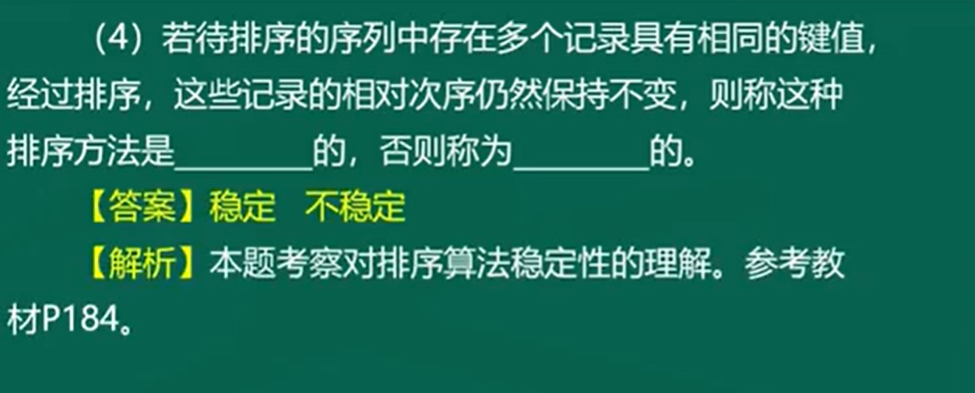 （4）若待排序的序列中存在多个记录具有相同的键值，
经过排序，这些记录的相对次序仍然保持不变，则称这种
排序方法是________的，否则称为________的。
【答案】稳定 不稳定
【解析】本题考察对排序算法稳定性的理解。参考教
材P184。